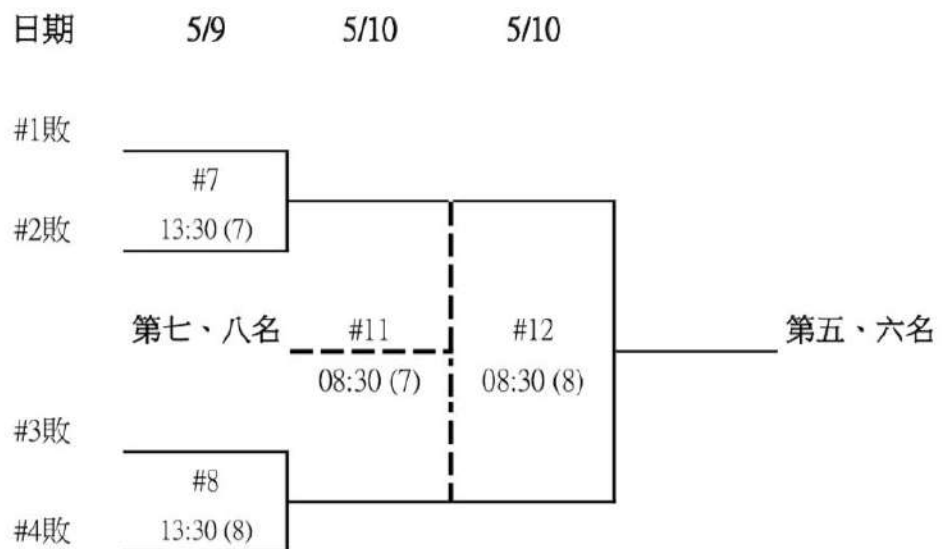 日期 5/9 5/10 5/10
#1敗
#7
#2敗 13:30 (7)
第七、八名 #11 #12 第五、六名
08:30 (7) 08:30 (8)
#3敗
#8
#4敗 13:30 (8)